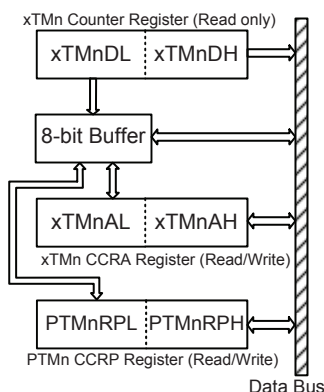 xTMn Counter Register (Read only)
xTMnDL xTMnDH
8-bit Buffer
xTMnAL xTMnAH
xTMn CCRA Register (Read/Write)
PTMnRPL PTMnRPH
PTMn CCRP Register (Read/Write)
Data Bus